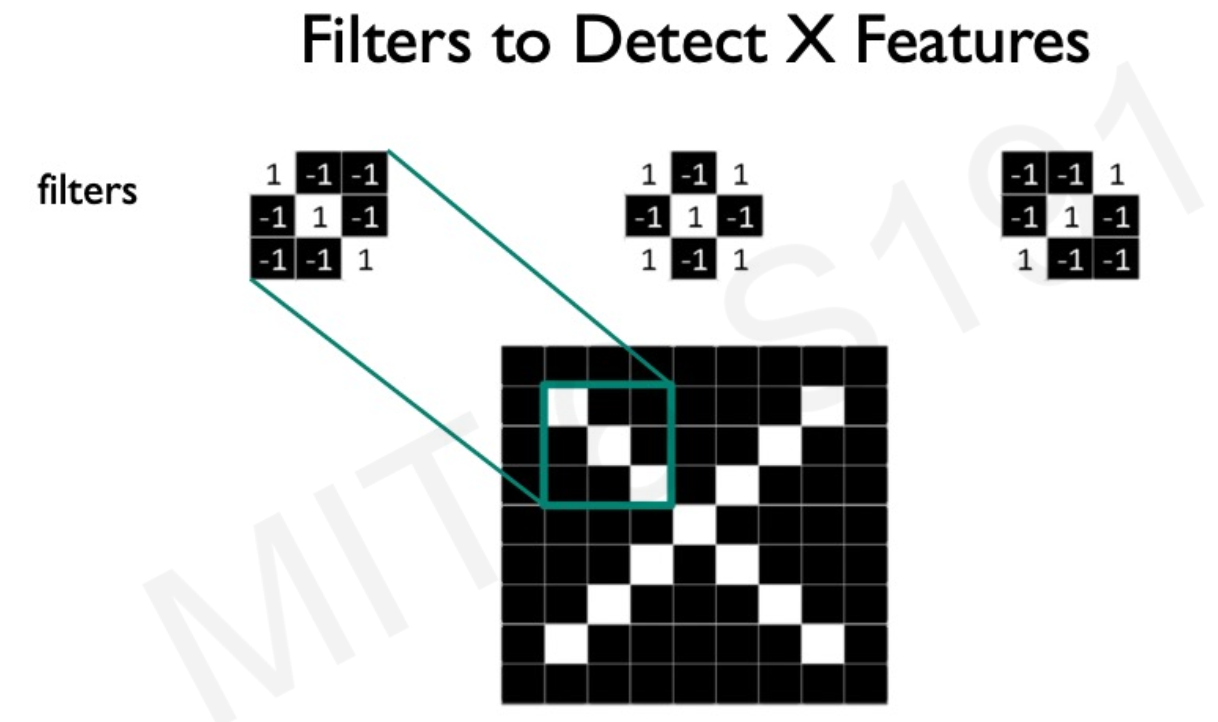 Filters to Detect X Features
filters
1 -1 -1 1 -1 1 -1 -1 1
-1 1 -1 -1 1 -1 -1 1 -1
-1 -1 1 1 -1 1 1 -1 -1
MIT 6.S191